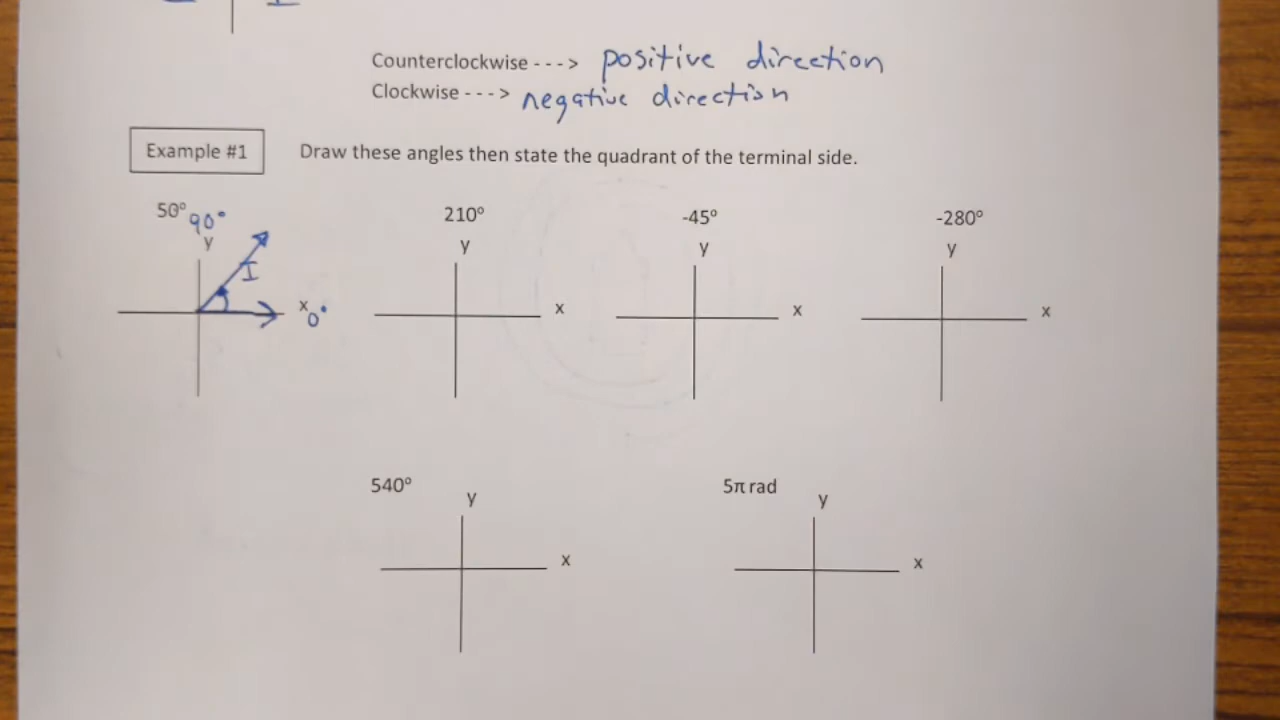 Counterclockwise - - - > positive direction
Clockwise - - - > negative direction
Example #1 Draw these angles then state the quadrant of the terminal side.
50° 90° 210° -45° -280°
y y y y
I
x 0° x x x
540° 5π rad
y y
x x